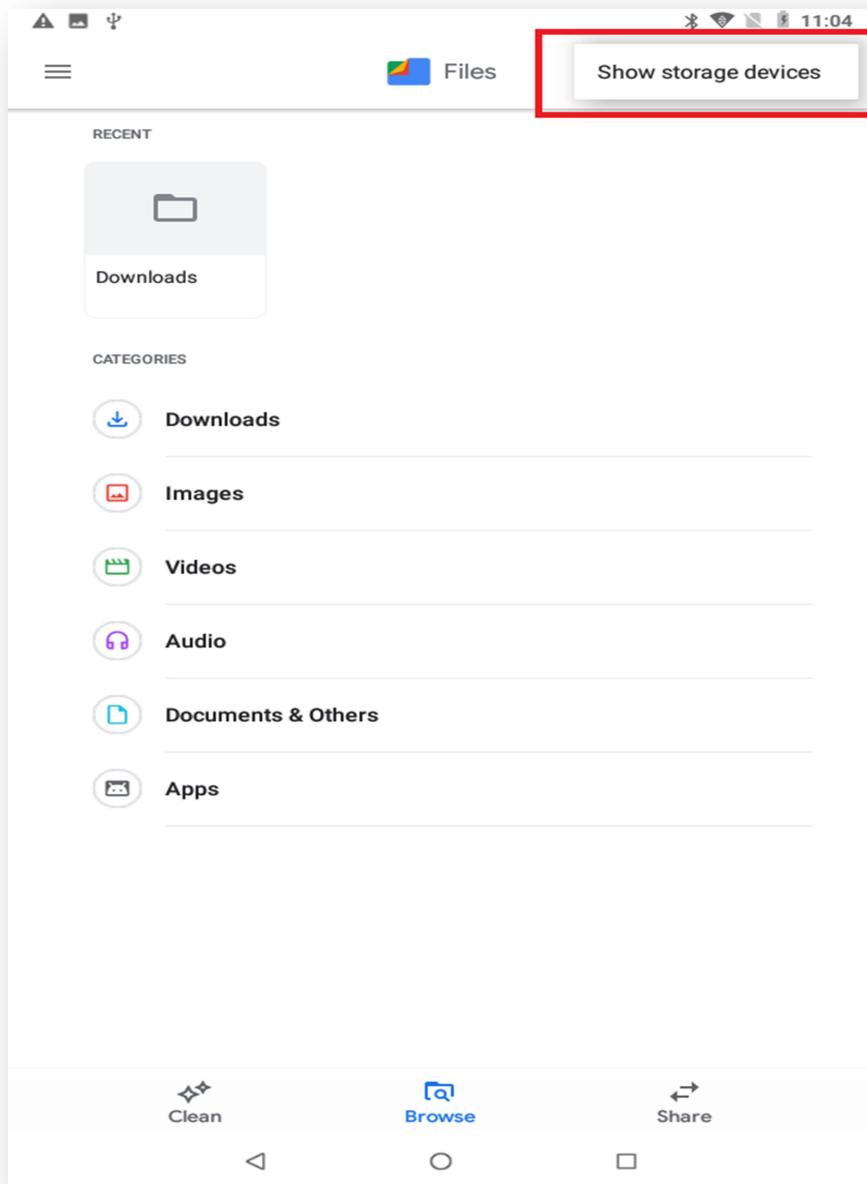 11:04
Files
Show storage devices
RECENT
Downloads
CATEGORIES
Downloads
Images
Videos
Audio
Documents & Others
Apps
Clean
Browse
Share